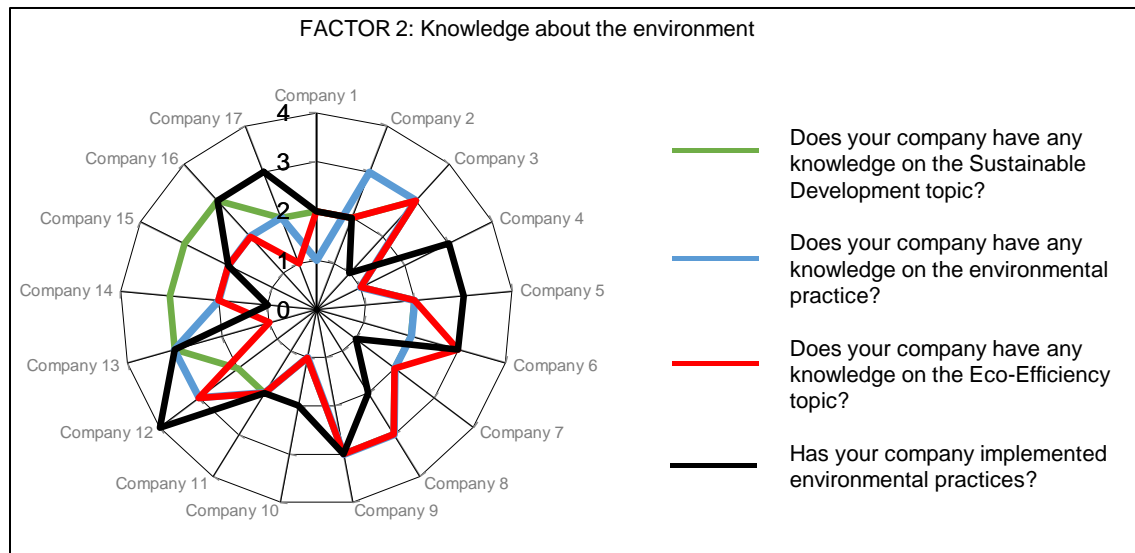 FACTOR 2: Knowledge about the environment
Company 1
Company 2
Company 3
Company 4
Company 5
Company 6
Company 7
Company 8
Company 9
Company 10
Company 11
Company 12
Company 13
Company 14
Company 15
Company 16
Company 17
4
3
2
1
0
Does your company have any
knowledge on the Sustainable
Development topic?
Does your company have any
knowledge on the environmental
practice?
Does your company have any
knowledge on the Eco-Efficiency
topic?
Has your company implemented
environmental practices?